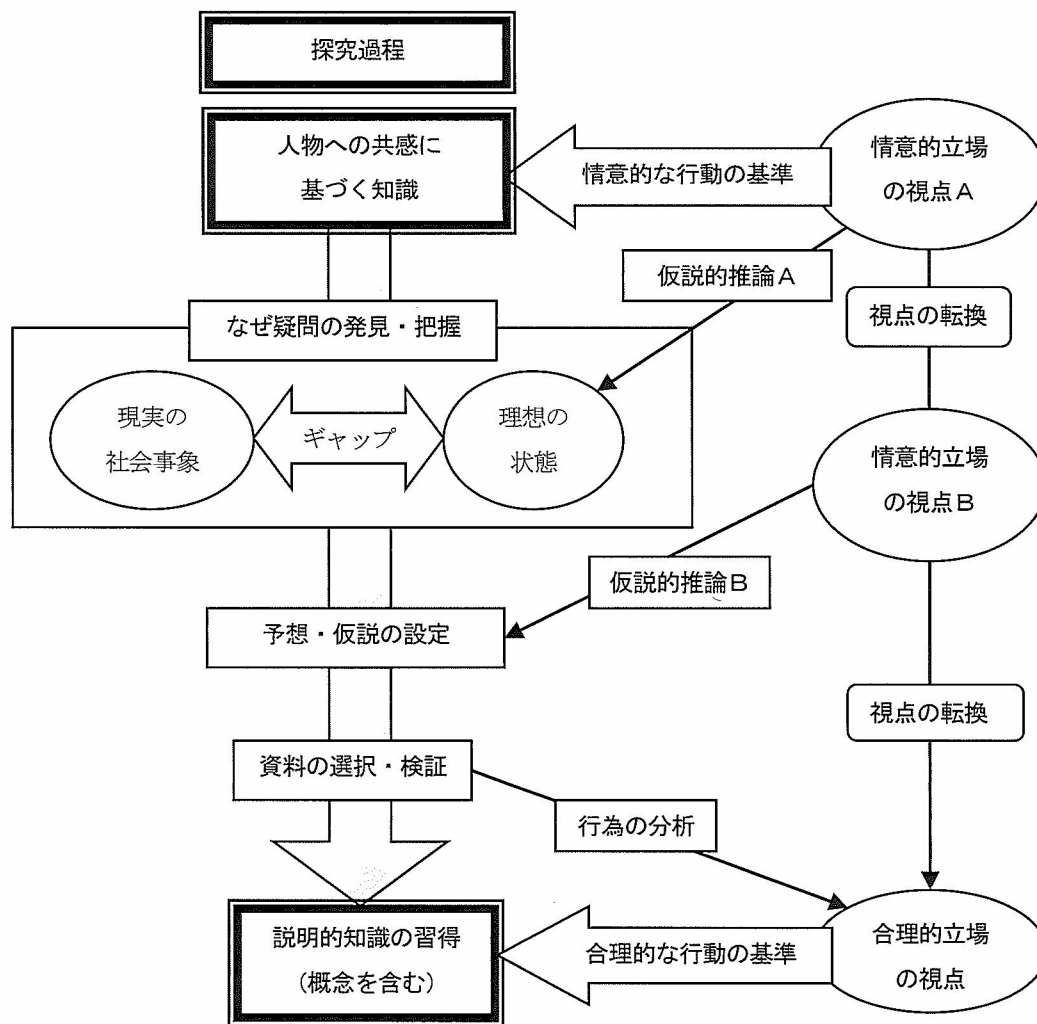 探究過程
人物への共感に
基づく知識
情意的な行動の基準
情意的立場
の視点A
仮説的推論A
視点の転換
なぜ疑問の発見・把握
現実の
社会事象
ギャップ
理想の
状態
情意的立場
の視点B
仮説的推論B
予想・仮説の設定
視点の転換
資料の選択・検証
行為の分析
説明的知識の習得
(概念を含む)
合理的な行動の基準
合理的立場
の視点